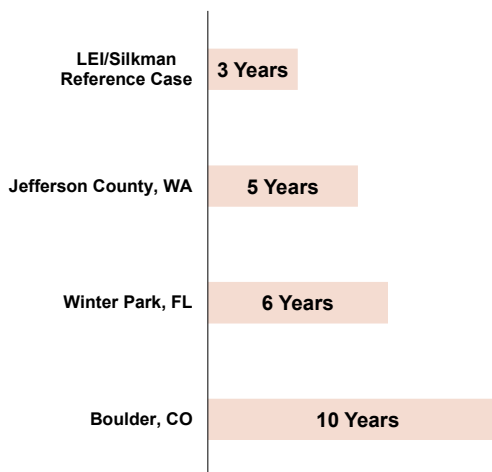 LEI/Silkman
Reference Case
3 Years
Jefferson County, WA
5 Years
Winter Park, FL
6 Years
Boulder, CO
10 Years